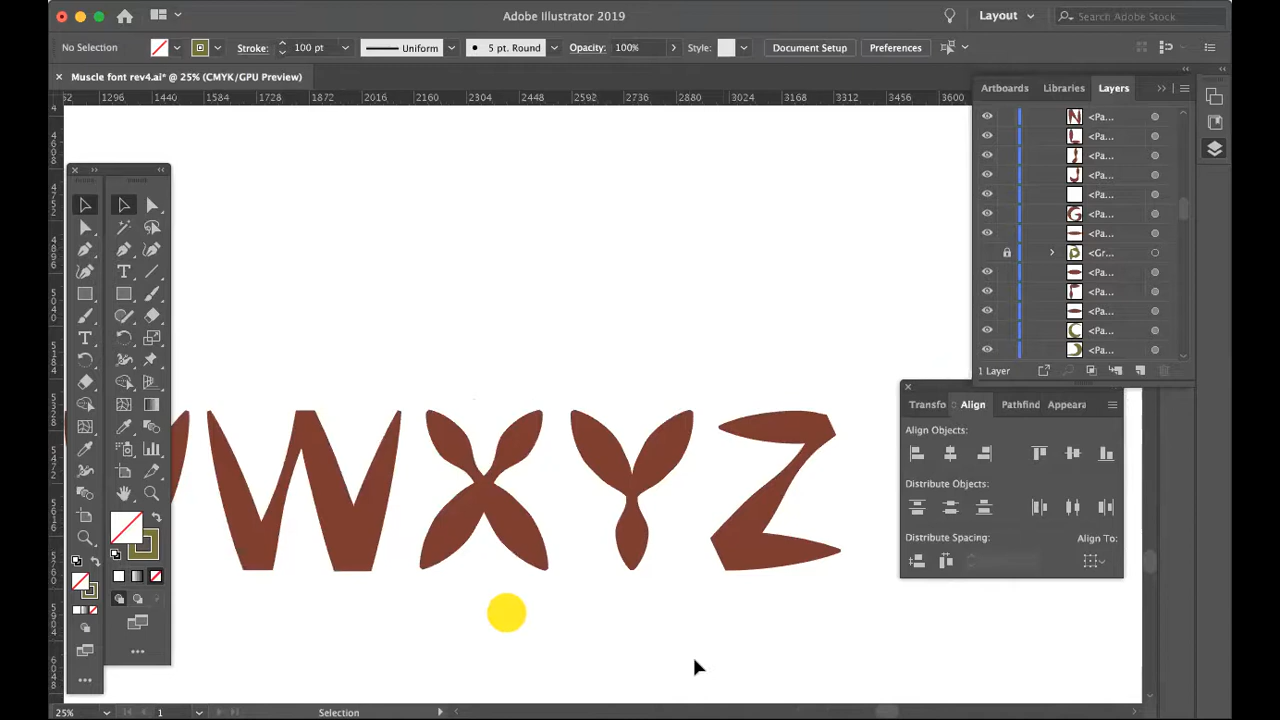 Adobe Illustrator 2019
Layout
Search Adobe Stock
No Selection
Stroke:
100 pt
Uniform
5 pt. Round
Opacity:
100%
Style:
Document Setup
Preferences
× Muscle font rev4.ai* @ 25% (CMYK/GPU Preview)
1296 1440 1584 1728 1872 2016 2160 2304 2448 2592 2736 2880 3024 3168 3312 3456 3600
Artboards Libraries Layers
<Pa...
<Pa...
<Pa...
<Pa...
<Pa...
<Pa...
<Pa...
<Gr...
<Pa...
<Pa...
<Pa...
<Pa...
<Pa...
1 Layer
Transfo Align Pathfind Appeara
Align Objects:
Distribute Objects:
Distribute Spacing:
Align To:
WXYZ
25%
1
Selection